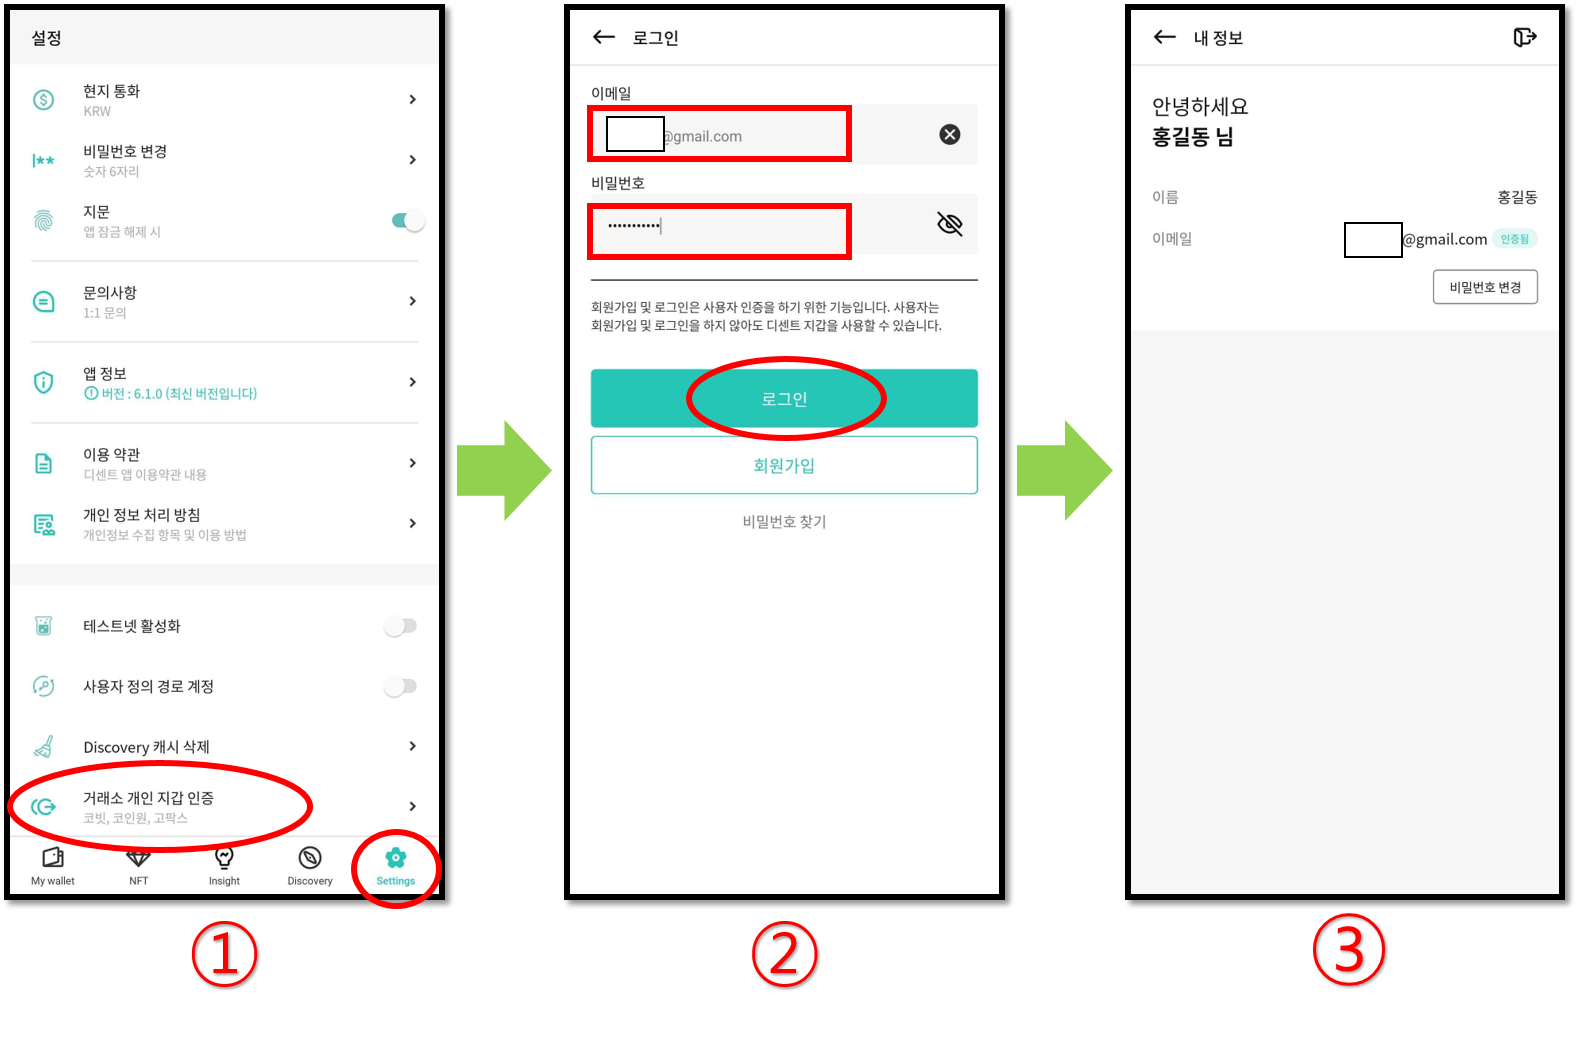 설정
현지 통화
KRW
비밀번호 변경
숫자 6자리
지문
앱 잠금 해제 시
문의사항
1:1 문의
앱 정보
버전 : 6.1.0 (최신 버전입니다)
이용 약관
디센트 앱 이용약관 내용
개인 정보 처리 방침
개인정보 수집 항목 및 이용 방법
테스트넷 활성화
사용자 정의 경로 계정
Discovery 캐시 삭제
거래소 개인 지갑 인증
코빗, 코인원, 고팍스
My wallet NFT Insight Discovery Settings
①
로그인
이메일
@gmail.com
비밀번호
•••••••••••
회원가입 및 로그인은 사용자 인증을 하기 위한 기능입니다. 사용자는
회원가입 및 로그인을 하지 않아도 디센트 지갑을 사용할 수 있습니다.
로그인
회원가입
비밀번호 찾기
②
내 정보
안녕하세요
홍길동 님
이름 홍길동
이메일 @gmail.com 인증됨
비밀번호 변경
③